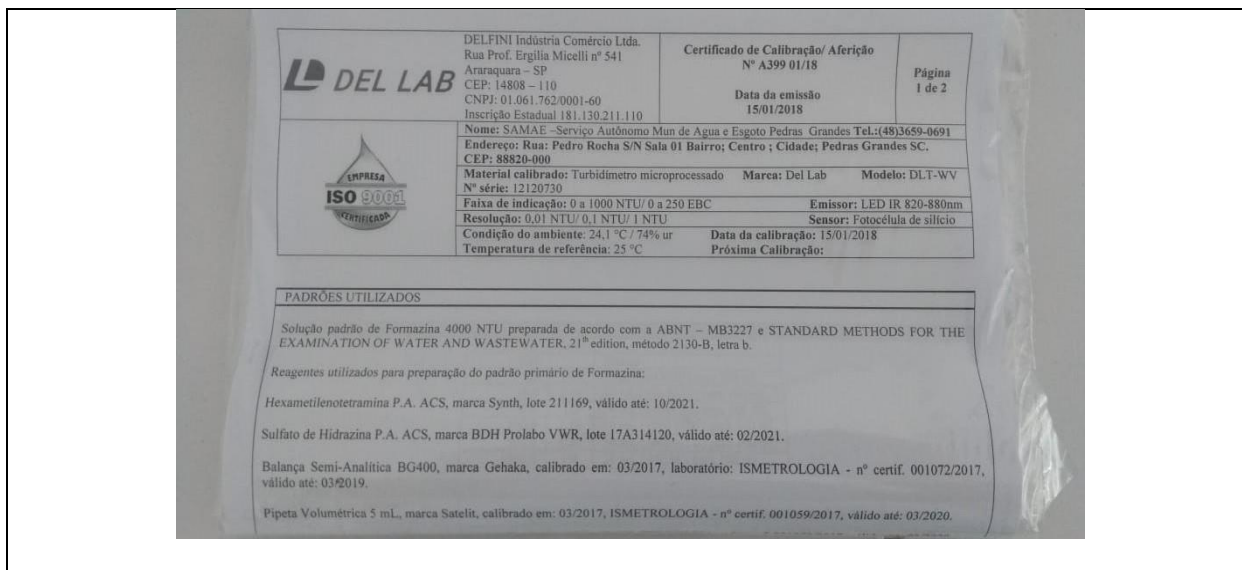 DEL LAB
DELFINI Indústria Comércio Ltda.
Rua Prof. Ergilia Micelli nº 541
Araraquara – SP
CEP: 14808 – 110
CNPJ: 01.061.762/0001-60
Inscrição Estadual 181.130.211.110
Certificado de Calibração/ Aferição
Nº A399 01/18
Data da emissão
15/01/2018
Página
1 de 2
EMPRESA
ISO 9001
CERTIFICADA
Nome: SAMAE –Serviço Autônomo Mun de Agua e Esgoto Pedras Grandes Tel.:(48)3659-0691
Endereço: Rua: Pedro Rocha S/N Sala 01 Bairro; Centro ; Cidade; Pedras Grandes SC.
CEP: 88820-000
Material calibrado: Turbidímetro microprocessado Marca: Del Lab Modelo: DLT-WV
Nº série: 12120730
Faixa de indicação: 0 a 1000 NTU/ 0 a 250 EBC Emissor: LED IR 820-880nm
Resolução: 0,01 NTU/ 0,1 NTU/ 1 NTU Sensor: Fotocélula de silício
Condição do ambiente: 24,1 °C / 74% ur Data da calibração: 15/01/2018
Temperatura de referência: 25 °C Próxima Calibração:
PADRÕES UTILIZADOS
Solução padrão de Formazina 4000 NTU preparada de acordo com a ABNT – MB3227 e STANDARD METHODS FOR THE
EXAMINATION OF WATER AND WASTEWATER, 21th edition, método 2130-B, letra b.
Reagentes utilizados para preparação do padrão primário de Formazina:
Hexametilenotetramina P.A. ACS, marca Synth, lote 211169, válido até: 10/2021.
Sulfato de Hidrazina P.A. ACS, marca BDH Prolabo VWR, lote 17A314120, válido até: 02/2021.
Balança Semi-Analítica BG400, marca Gehaka, calibrado em: 03/2017, laboratório: ISMETROLOGIA - nº certif. 001072/2017,
válido até: 03/2019.
Pipeta Volumétrica 5 mL, marca Satelit, calibrado em: 03/2017, ISMETROLOGIA - nº certif. 001059/2017, válido até: 03/2020.